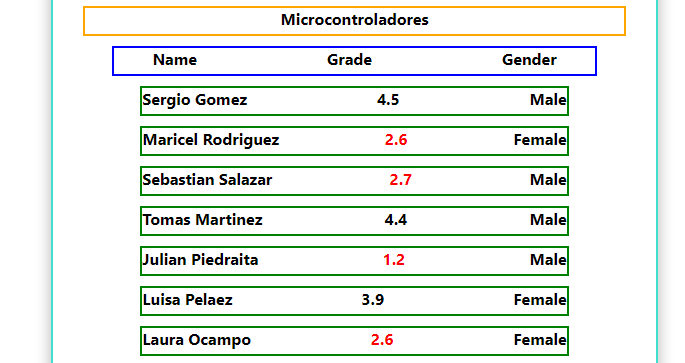 Microcontroladores
Name Grade Gender
Sergio Gomez 4.5 Male
Maricel Rodriguez 2.6 Female
Sebastian Salazar 2.7 Male
Tomas Martinez 4.4 Male
Julian Piedraita 1.2 Male
Luisa Pelaez 3.9 Female
Laura Ocampo 2.6 Female